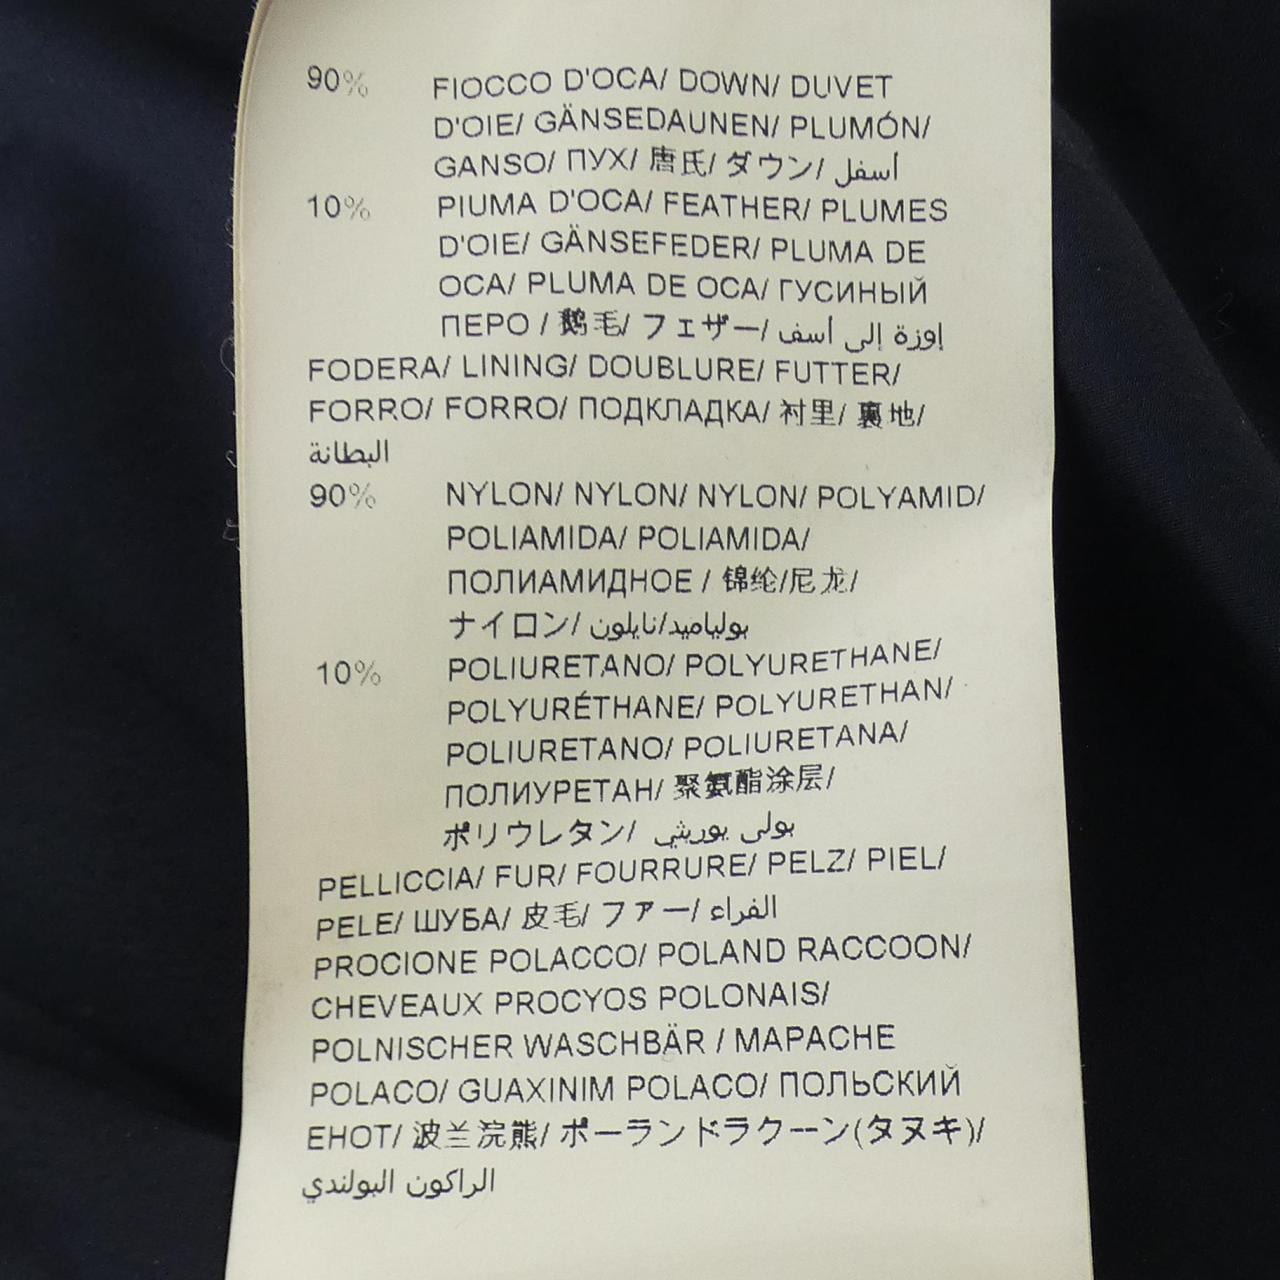 90% FIOCCO D'OCA/ DOWN/ DUVET
D'OIE/ GÄNSEDAUNEN/ PLUMÓN/
GANSO/ ПУХ/ 唐氏/ ダウン/ أسفل
10% PIUMA D'OCA/ FEATHER/ PLUMES
D'OIE/ GÄNSEFEDER/ PLUMA DE
OCA/ PLUMA DE OCA/ ГУСИНЫЙ
ПЕРО / 鹅毛/ フェザー/ إوزة إلى أسف
FODERA/ LINING/ DOUBLURE/ FUTTER/
FORRO/ FORRO/ ПОДКЛАДКА/ 衬里/ 裏地/
البطانة
90% NYLON/ NYLON/ NYLON/ POLYAMID/
POLIAMIDA/ POLIAMIDA/
ПОЛИАМИДНОЕ / 锦纶/尼龙/
ナイロン/ بولياميد/نايلون
10% POLIURETANO/ POLYURETHANE/
POLYURÉTHANE/ POLYURETHAN/
POLIURETANO/ POLIURETANA/
ПОЛИУРЕТАН/ 聚氨酯涂层/
ポリウレタン/ بولي يوريثي
PELLICCIA/ FUR/ FOURRURE/ PELZ/ PIEL/
PELE/ ШУБА/ 皮毛/ ファー/ الفراء
PROCIONE POLACCO/ POLAND RACCOON/
CHEVEAUX PROCYOS POLONAIS/
POLNISCHER WASCHBÄR / MAPACHE
POLACO/ GUAXINIM POLACO/ ПОЛЬСКИЙ
ЕНОТ/ 波兰浣熊/ ポーランドラクーン(タヌキ)/
الراكون البولندي